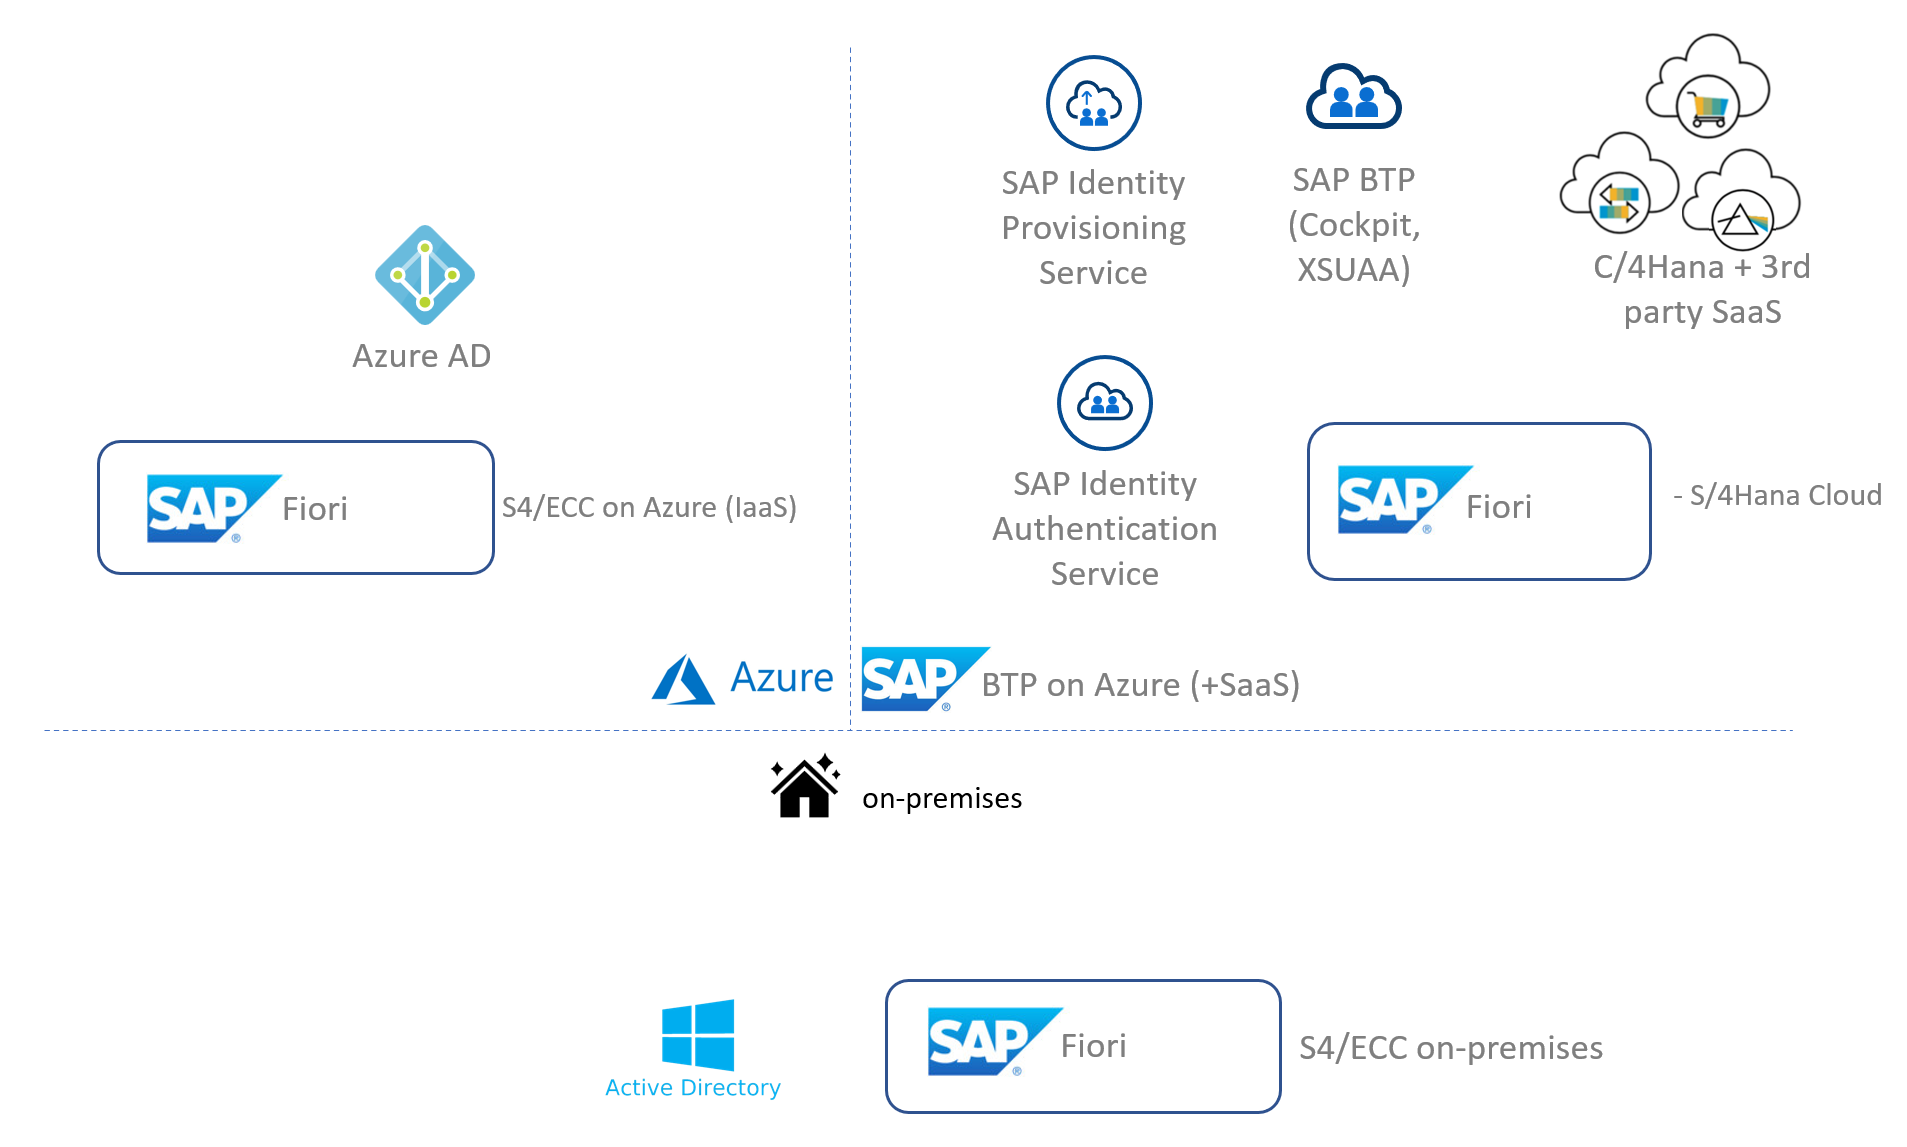 Azure AD
SAP ®
Fiori
S4/ECC on Azure (IaaS)
Azure
SAP Identity
Provisioning
Service
SAP BTP
(Cockpit,
XSUAA)
C/4Hana + 3rd
party SaaS
SAP Identity
Authentication
Service
SAP ®
Fiori
- S/4Hana Cloud
SAP ®
BTP on Azure (+SaaS)
on-premises
Active Directory
SAP ®
Fiori
S4/ECC on-premises